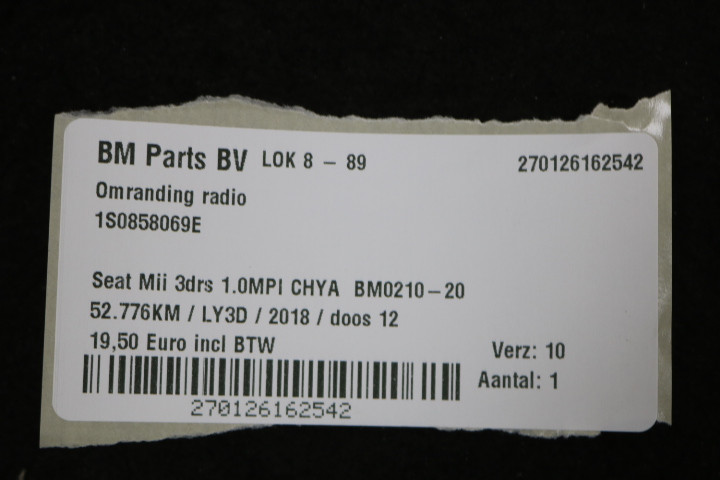 BM Parts BV LOK 8 - 89 270126162542
Omranding radio
1S0858069E
Seat Mii 3drs 1.0MPI CHYA BM0210-20
52.776KM / LY3D / 2018 / doos 12
19,50 Euro incl BTW
Verz: 10
Aantal: 1
270126162542